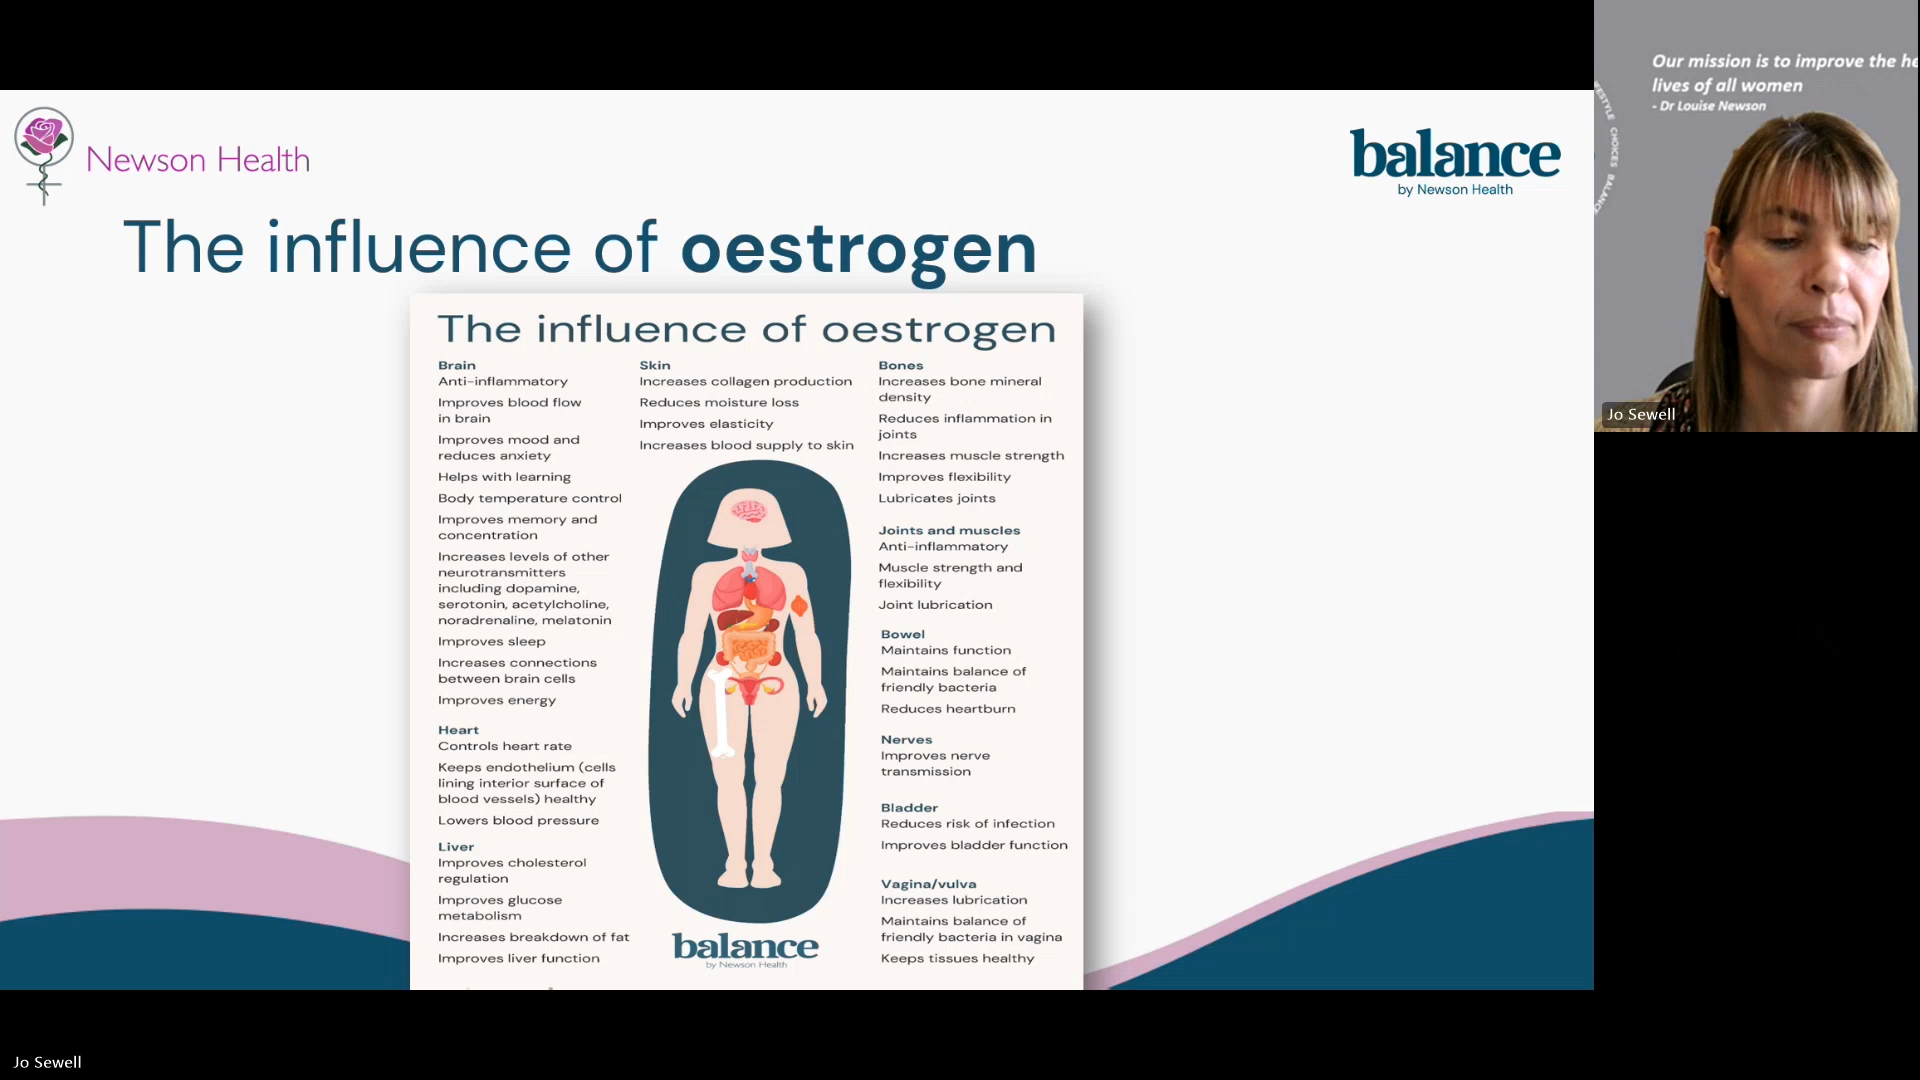 Our mission is to improve the he
lives of all women
- Dr Louise Newson
CHOICES
BALANCE
Jo Sewell
Newson Health
balance
by Newson Health
The influence of oestrogen
The influence of oestrogen
Brain
Anti-inflammatory
Improves blood flow
in brain
Improves mood and
reduces anxiety
Helps with learning
Body temperature control
Improves memory and
concentration
Increases levels of other
neurotransmitters
including dopamine,
serotonin, acetylcholine,
noradrenaline, melatonin
Improves sleep
Increases connections
between brain cells
Improves energy
Heart
Controls heart rate
Keeps endothelium (cells
lining interior surface of
blood vessels) healthy
Lowers blood pressure
Liver
Improves cholesterol
regulation
Improves glucose
metabolism
Increases breakdown of fat
Improves liver function
Skin
Increases collagen production
Reduces moisture loss
Improves elasticity
Increases blood supply to skin
balance
by Newson Health
Bones
Increases bone mineral
density
Reduces inflammation in
joints
Increases muscle strength
Improves flexibility
Lubricates joints
Joints and muscles
Anti-inflammatory
Muscle strength and
flexibility
Joint lubrication
Bowel
Maintains function
Maintains balance of
friendly bacteria
Reduces heartburn
Nerves
Improves nerve
transmission
Bladder
Reduces risk of infection
Improves bladder function
Vagina/vulva
Increases lubrication
Maintains balance of
friendly bacteria in vagina
Keeps tissues healthy
Jo Sewell